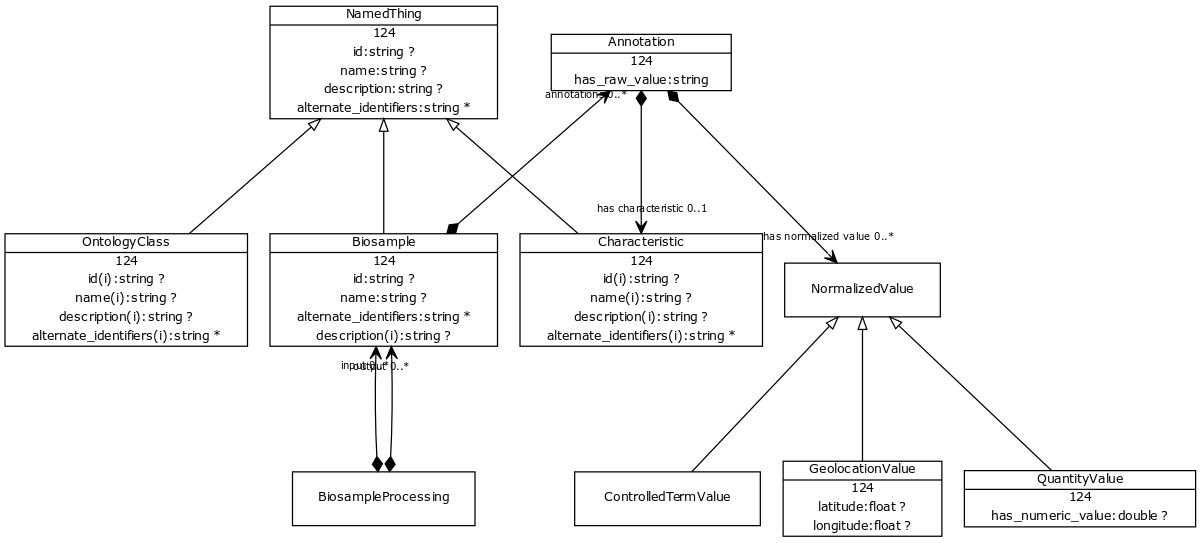 NamedThing
124
id:string ?
name:string ?
description:string ?
alternate_identifiers:string *
Annotation
124
has_raw_value:string
annotations 0..*
has characteristic 0..1
has normalized value 0..*
OntologyClass
124
id(i):string ?
name(i):string ?
description(i):string ?
alternate_identifiers(i):string *
Biosample
124
id:string ?
name:string ?
alternate_identifiers:string *
description(i):string ?
Characteristic
124
id(i):string ?
name(i):string ?
description(i):string ?
alternate_identifiers(i):string *
NormalizedValue
input 0..*
output 0..*
BiosampleProcessing
ControlledTermValue
GeolocationValue
124
latitude:float ?
longitude:float ?
QuantityValue
124
has_numeric_value:double ?